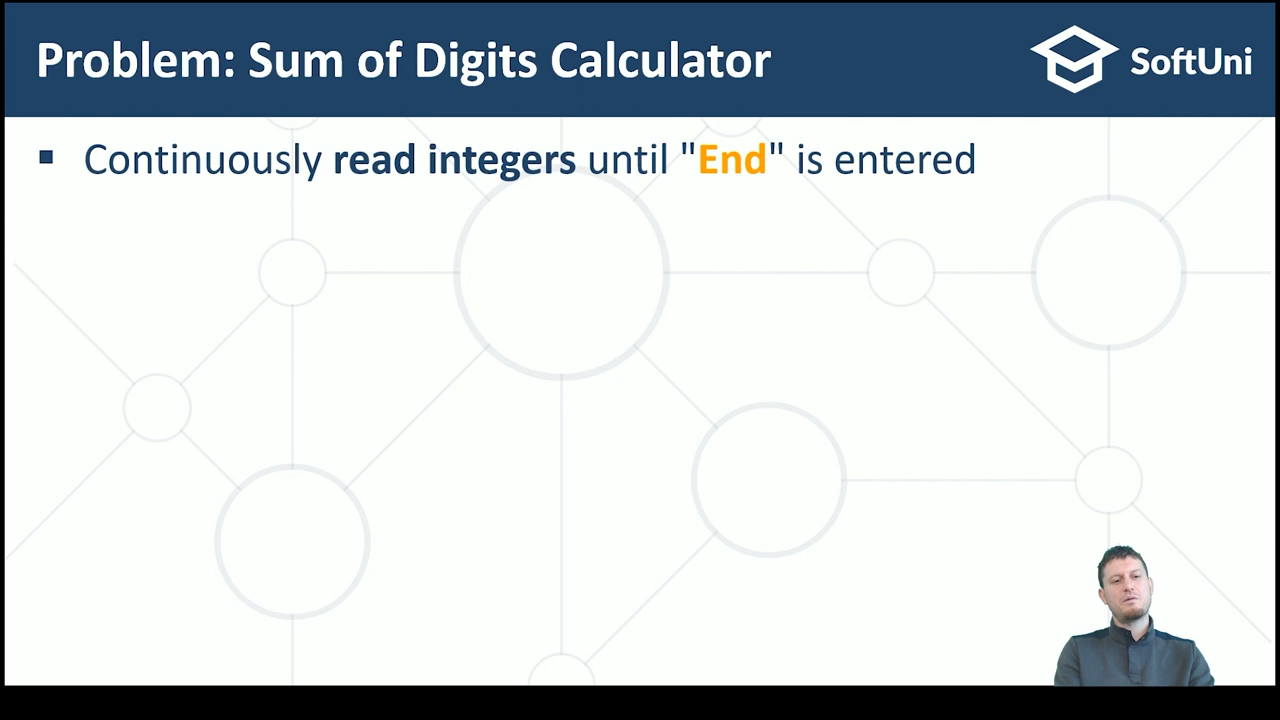 Problem: Sum of Digits Calculator
SoftUni
Continuously read integers until "End" is entered